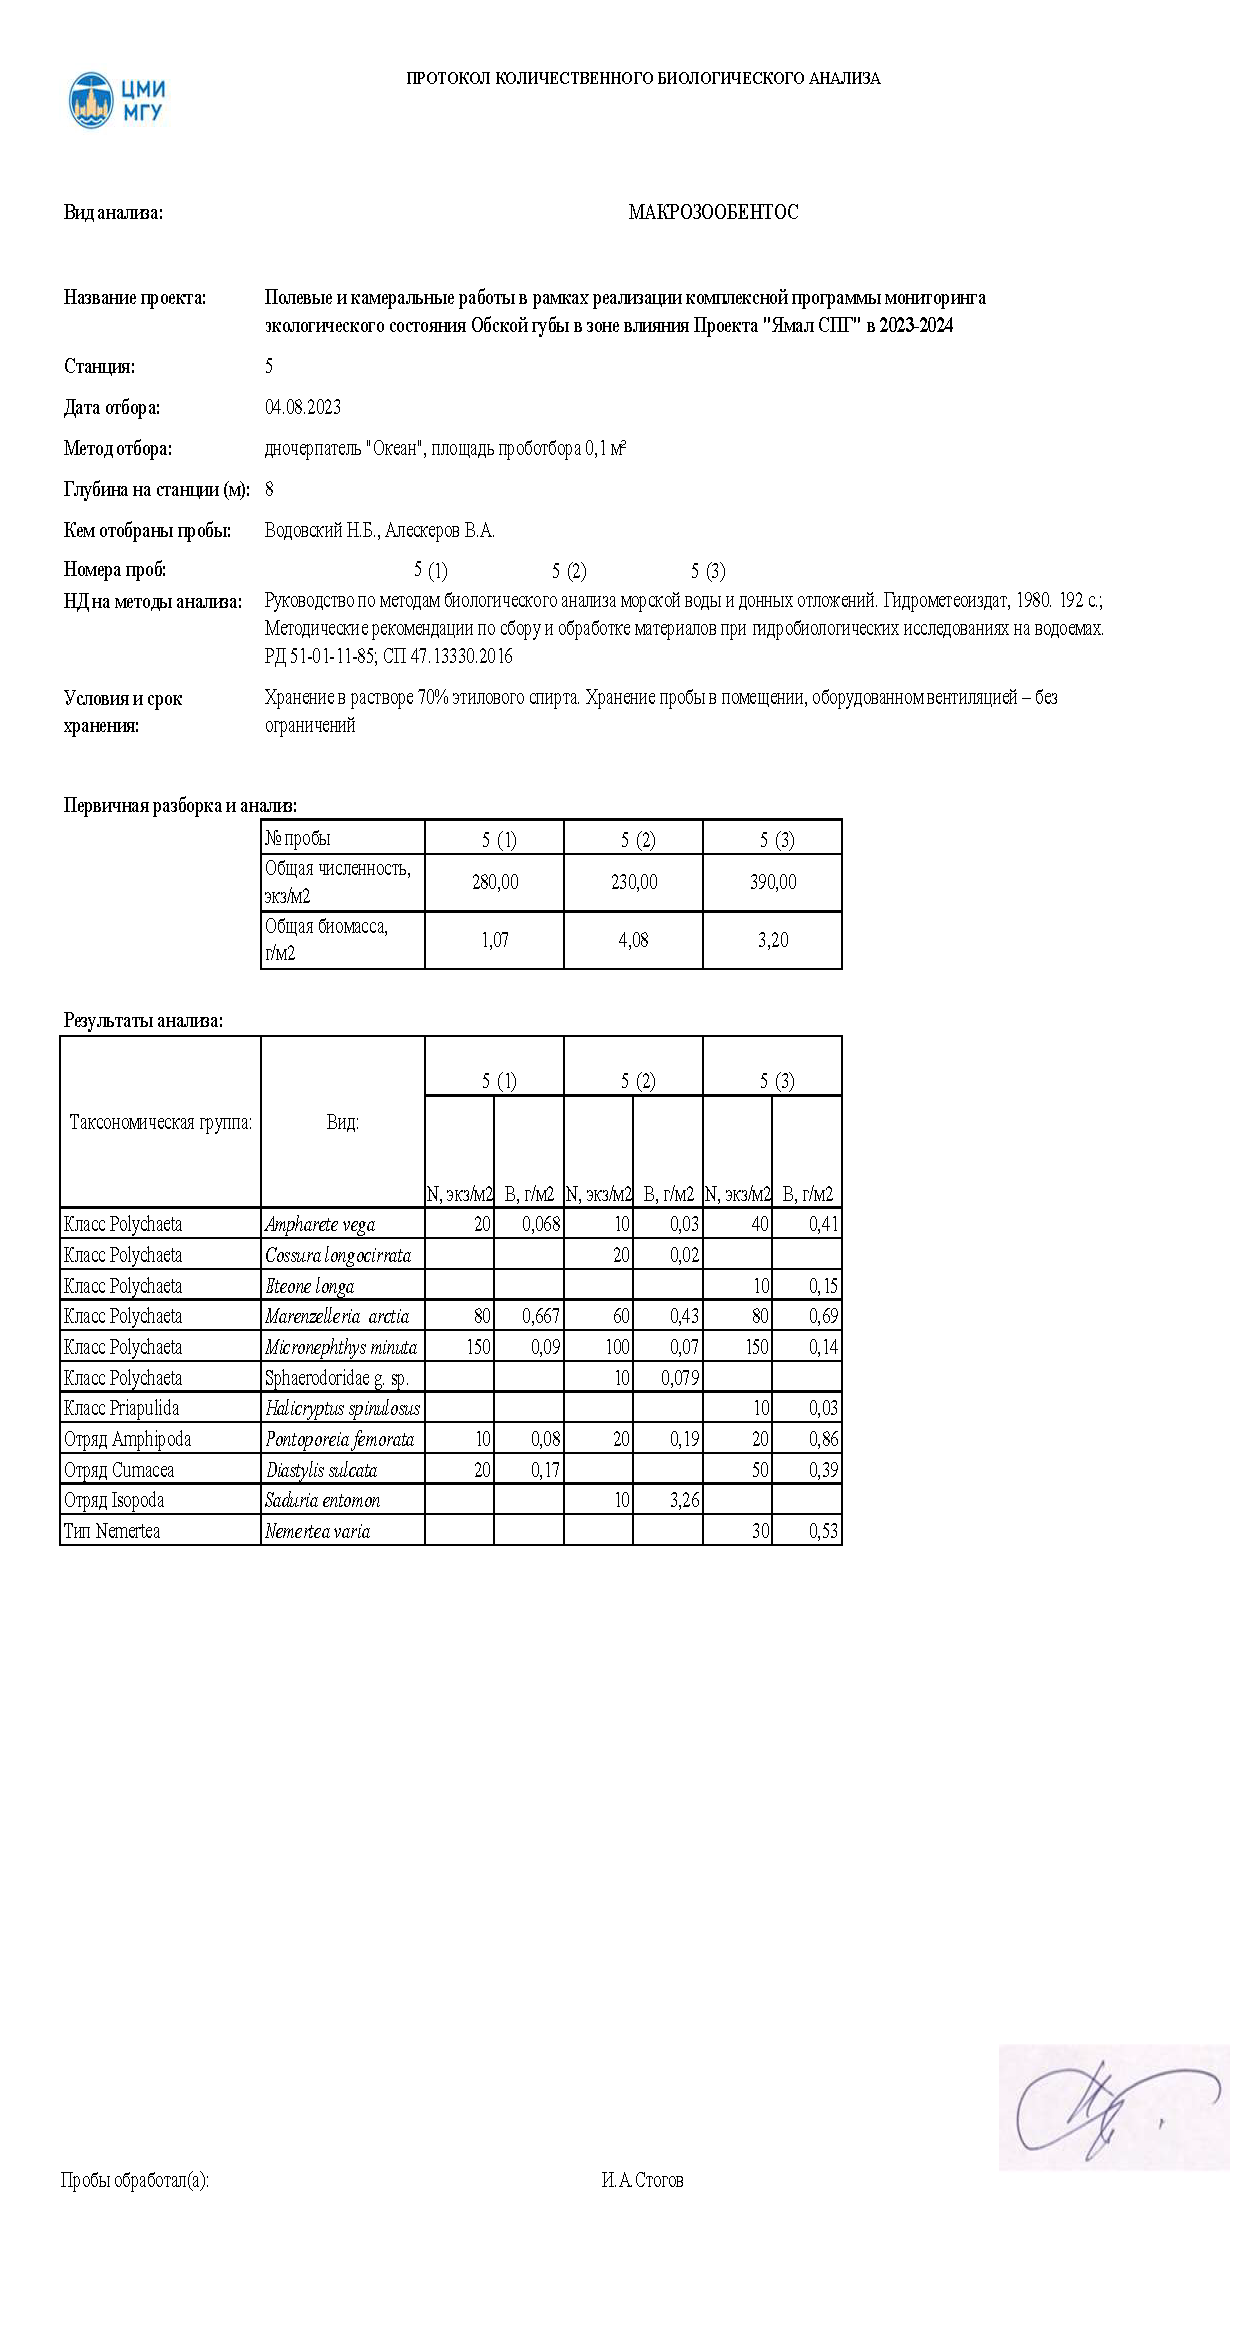 ЦМИ
МГУ
ПРОТОКОЛ КОЛИЧЕСТВЕННОГО БИОЛОГИЧЕСКОГО АНАЛИЗА
Вид анализа: МАКРОЗООБЕНТОС
Название проекта: Полевые и камеральные работы в рамках реализации комплексной программы мониторинга
экологического состояния Обской губы в зоне влияния Проекта "Ямал СПГ" в 2023-2024
Станция: 5
Дата отбора: 04.08.2023
Метод отбора: дночерпатель "Океан", площадь проботбора 0,1 м²
Глубина на станции (м): 8
Кем отобраны пробы: Водовский Н.Б., Алескеров В.А.
Номера проб: 5 (1) 5 (2) 5 (3)
НД на методы анализа: Руководство по методам биологического анализа морской воды и донных отложений. Гидрометеоиздат, 1980. 192 с.;
Методические рекомендации по сбору и обработке материалов при гидробиологических исследованиях на водоемах.
РД 51-01-11-85; СП 47.13330.2016
Условия и срок Хранение в растворе 70% этилового спирта. Хранение пробы в помещении, оборудованном вентиляцией – без
хранения: ограничений
Первичная разборка и анализ:
№ пробы 5 (1) 5 (2) 5 (3)
Общая численность,
экз/м2 280,00 230,00 390,00
Общая биомасса,
г/м2 1,07 4,08 3,20
Результаты анализа:
5 (1) 5 (2) 5 (3)
Таксономическая группа: Вид:
N, экз/м2 B, г/м2 N, экз/м2 B, г/м2 N, экз/м2 B, г/м2
Класс Polychaeta Ampharete vega 20 0,068 10 0,03 40 0,41
Класс Polychaeta Cossura longocirrata 20 0,02
Класс Polychaeta Eteone longa 10 0,15
Класс Polychaeta Marenzelleria arctia 80 0,667 60 0,43 80 0,69
Класс Polychaeta Micronephthys minuta 150 0,09 100 0,07 150 0,14
Класс Polychaeta Sphaerodoridae g. sp. 10 0,079
Класс Priapulida Halicryptus spinulosus 10 0,03
Отряд Amphipoda Pontoporeia femorata 10 0,08 20 0,19 20 0,86
Отряд Cumacea Diastylis sulcata 20 0,17 50 0,39
Отряд Isopoda Saduria entomon 10 3,26
Тип Nemertea Nemertea varia 30 0,53
Пробы обработал(а): И.А.Стогов